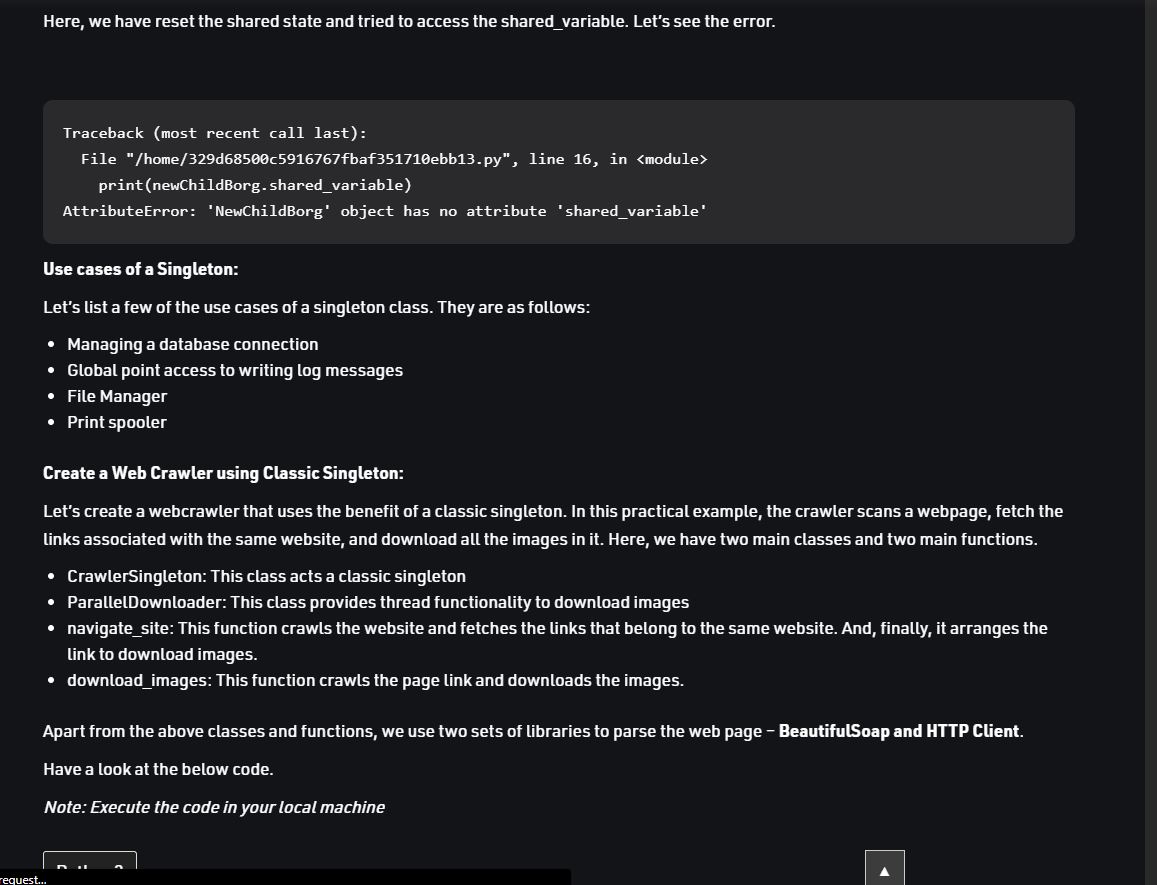 Here, we have reset the shared state and tried to access the shared_variable. Let's see the error.
Traceback (most recent call last):
File "/home/329d68500c5916767fbaf351710ebb13.py", line 16, in <module>
print(newChildBorg.shared_variable)
AttributeError: 'NewChildBorg' object has no attribute 'shared_variable'
Use cases of a Singleton:
Let's list a few of the use cases of a singleton class. They are as follows:
• Managing a database connection
• Global point access to writing log messages
• File Manager
• Print spooler
Create a Web Crawler using Classic Singleton:
Let's create a webcrawler that uses the benefit of a classic singleton. In this practical example, the crawler scans a webpage, fetch the
links associated with the same website, and download all the images in it. Here, we have two main classes and two main functions.
• CrawlerSingleton: This class acts a classic singleton
• ParallelDownloader: This class provides thread functionality to download images
• navigate_site: This function crawls the website and fetches the links that belong to the same website. And, finally, it arranges the
link to download images.
• download_images: This function crawls the page link and downloads the images.
Apart from the above classes and functions, we use two sets of libraries to parse the web page – BeautifulSoap and HTTP Client.
Have a look at the below code.
Note: Execute the code in your local machine
request...